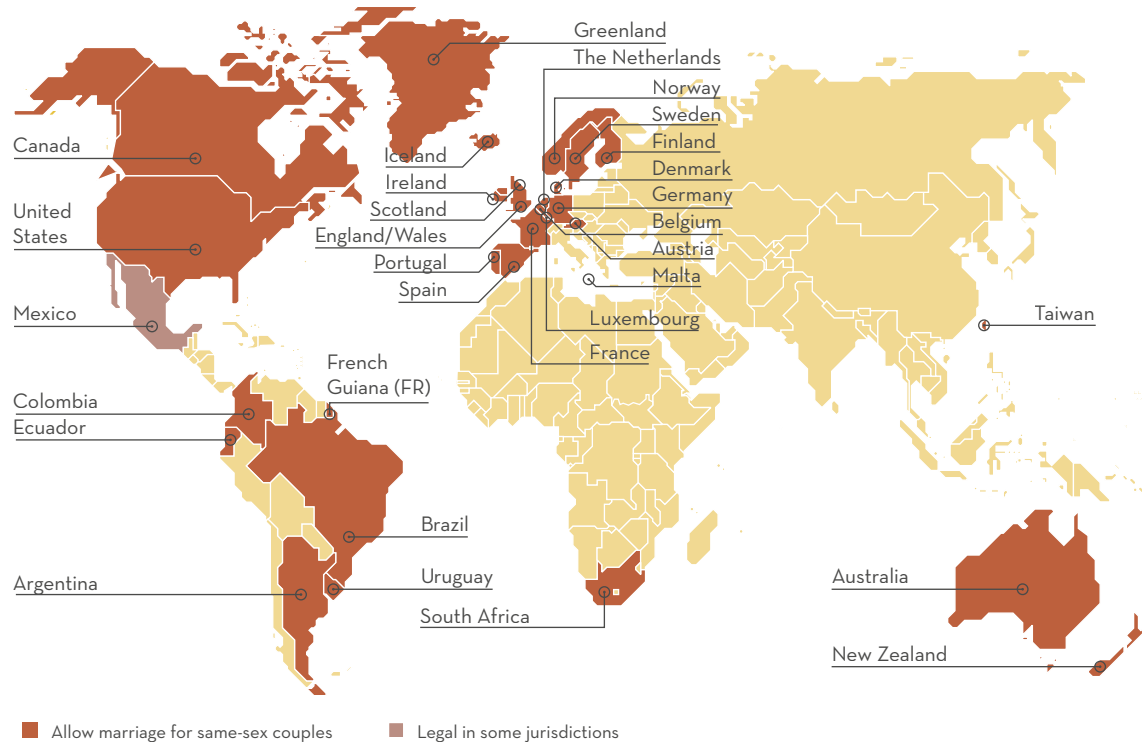 Greenland
The Netherlands
Norway
Sweden
Finland
Denmark
Germany
Belgium
Austria
Malta
Luxembourg
France
Canada
United
States
Mexico
Iceland
Ireland
Scotland
England/Wales
Portugal
Spain
Taiwan
French
Guiana (FR)
Colombia
Ecuador
Brazil
Argentina
Uruguay
South Africa
Australia
New Zealand
Allow marriage for same-sex couples
Legal in some jurisdictions